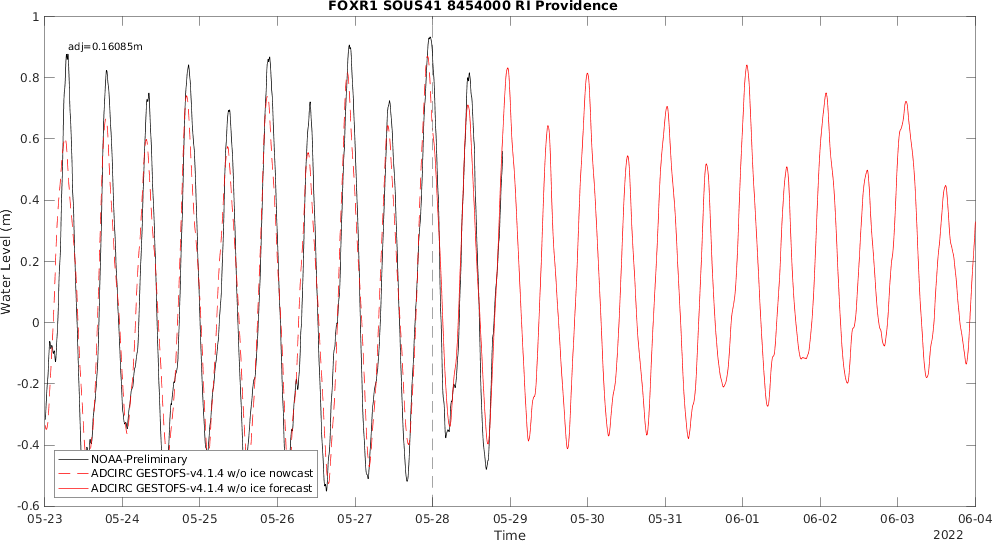 FOXR1 SOUS41 8454000 RI Providence
adj=0.16085m
Water Level (m)
1
0.8
0.6
0.4
0.2
0
-0.2
-0.4
-0.6
NOAA-Preliminary
ADCIRC GESTOFS-v4.1.4 w/o ice nowcast
ADCIRC GESTOFS-v4.1.4 w/o ice forecast
05-23 05-24 05-25 05-26 05-27 05-28 05-29 05-30 05-31 06-01 06-02 06-03 06-04
Time
2022